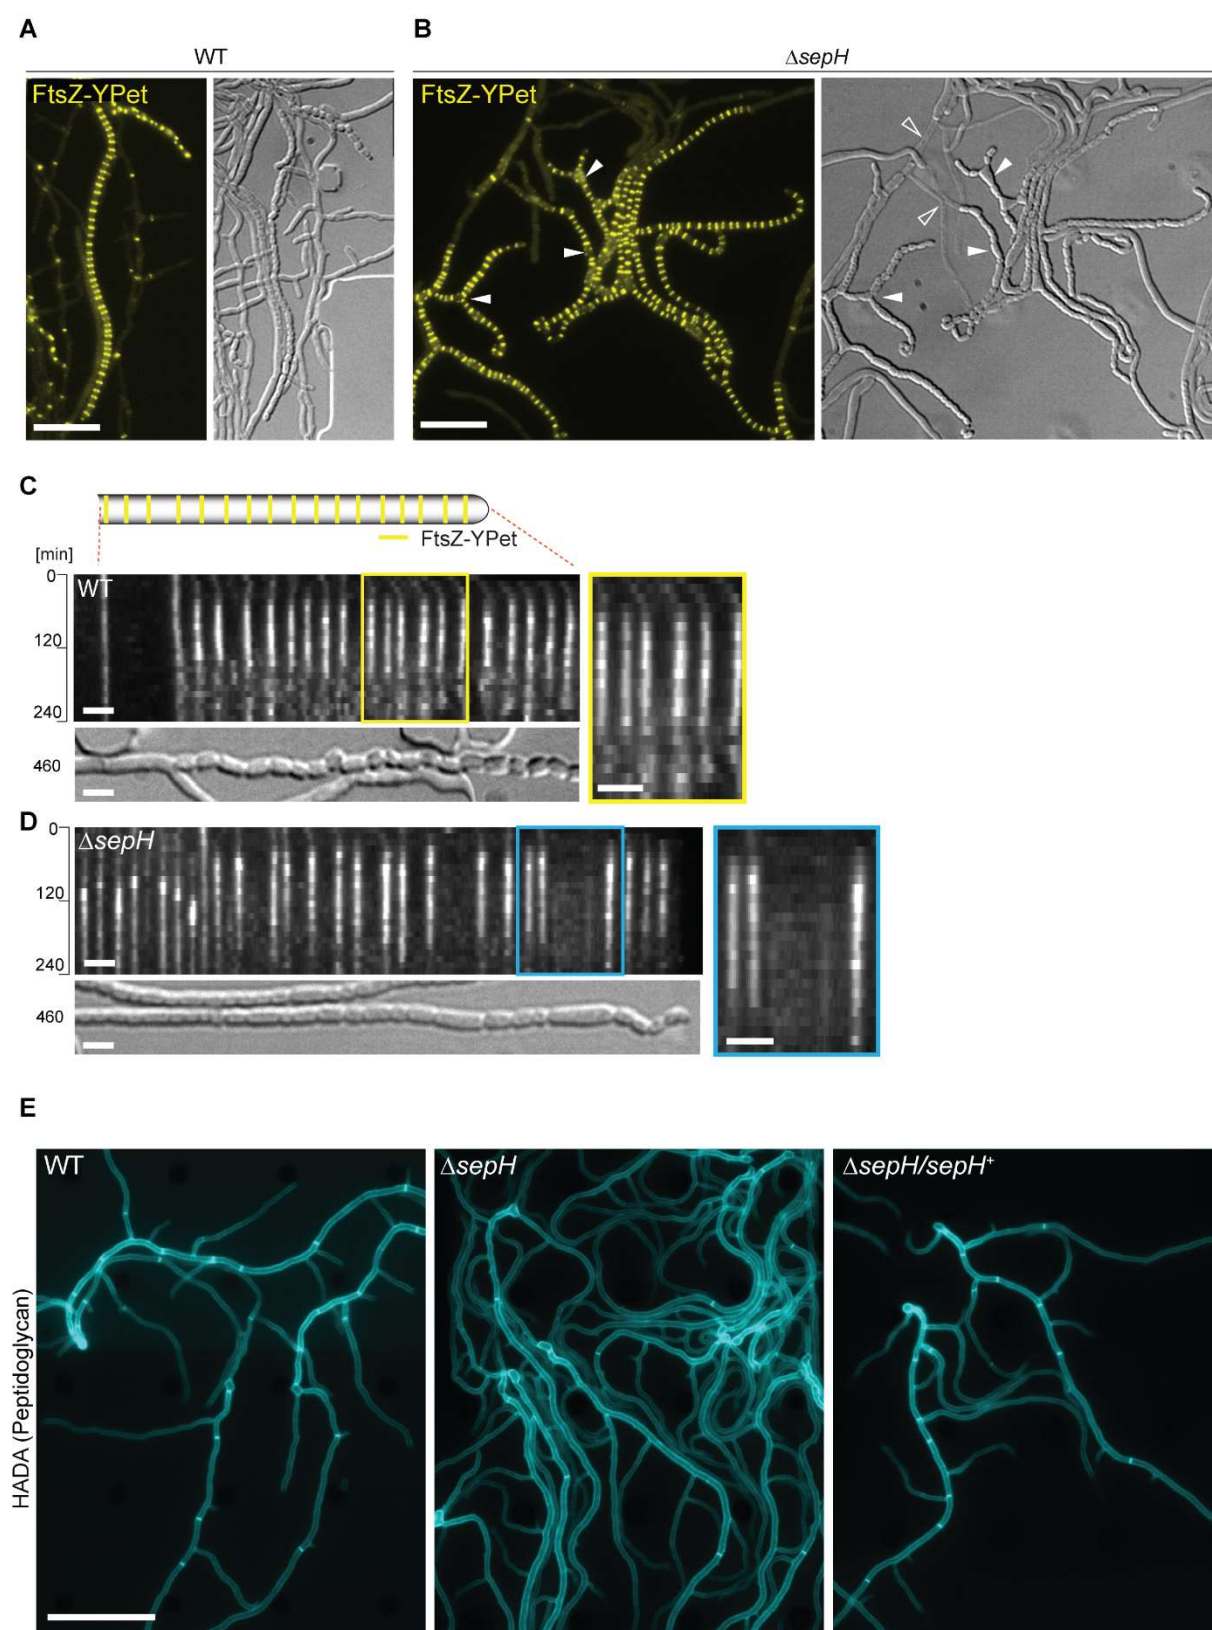 A
B
WT
ΔsepH
FtsZ-YPet
FtsZ-YPet
C
FtsZ-YPet
[min]
0
WT
120
240
460
D
0
ΔsepH
120
240
460
E
WT
ΔsepH
ΔsepH/sepH⁺
HADA (Peptidoglycan)